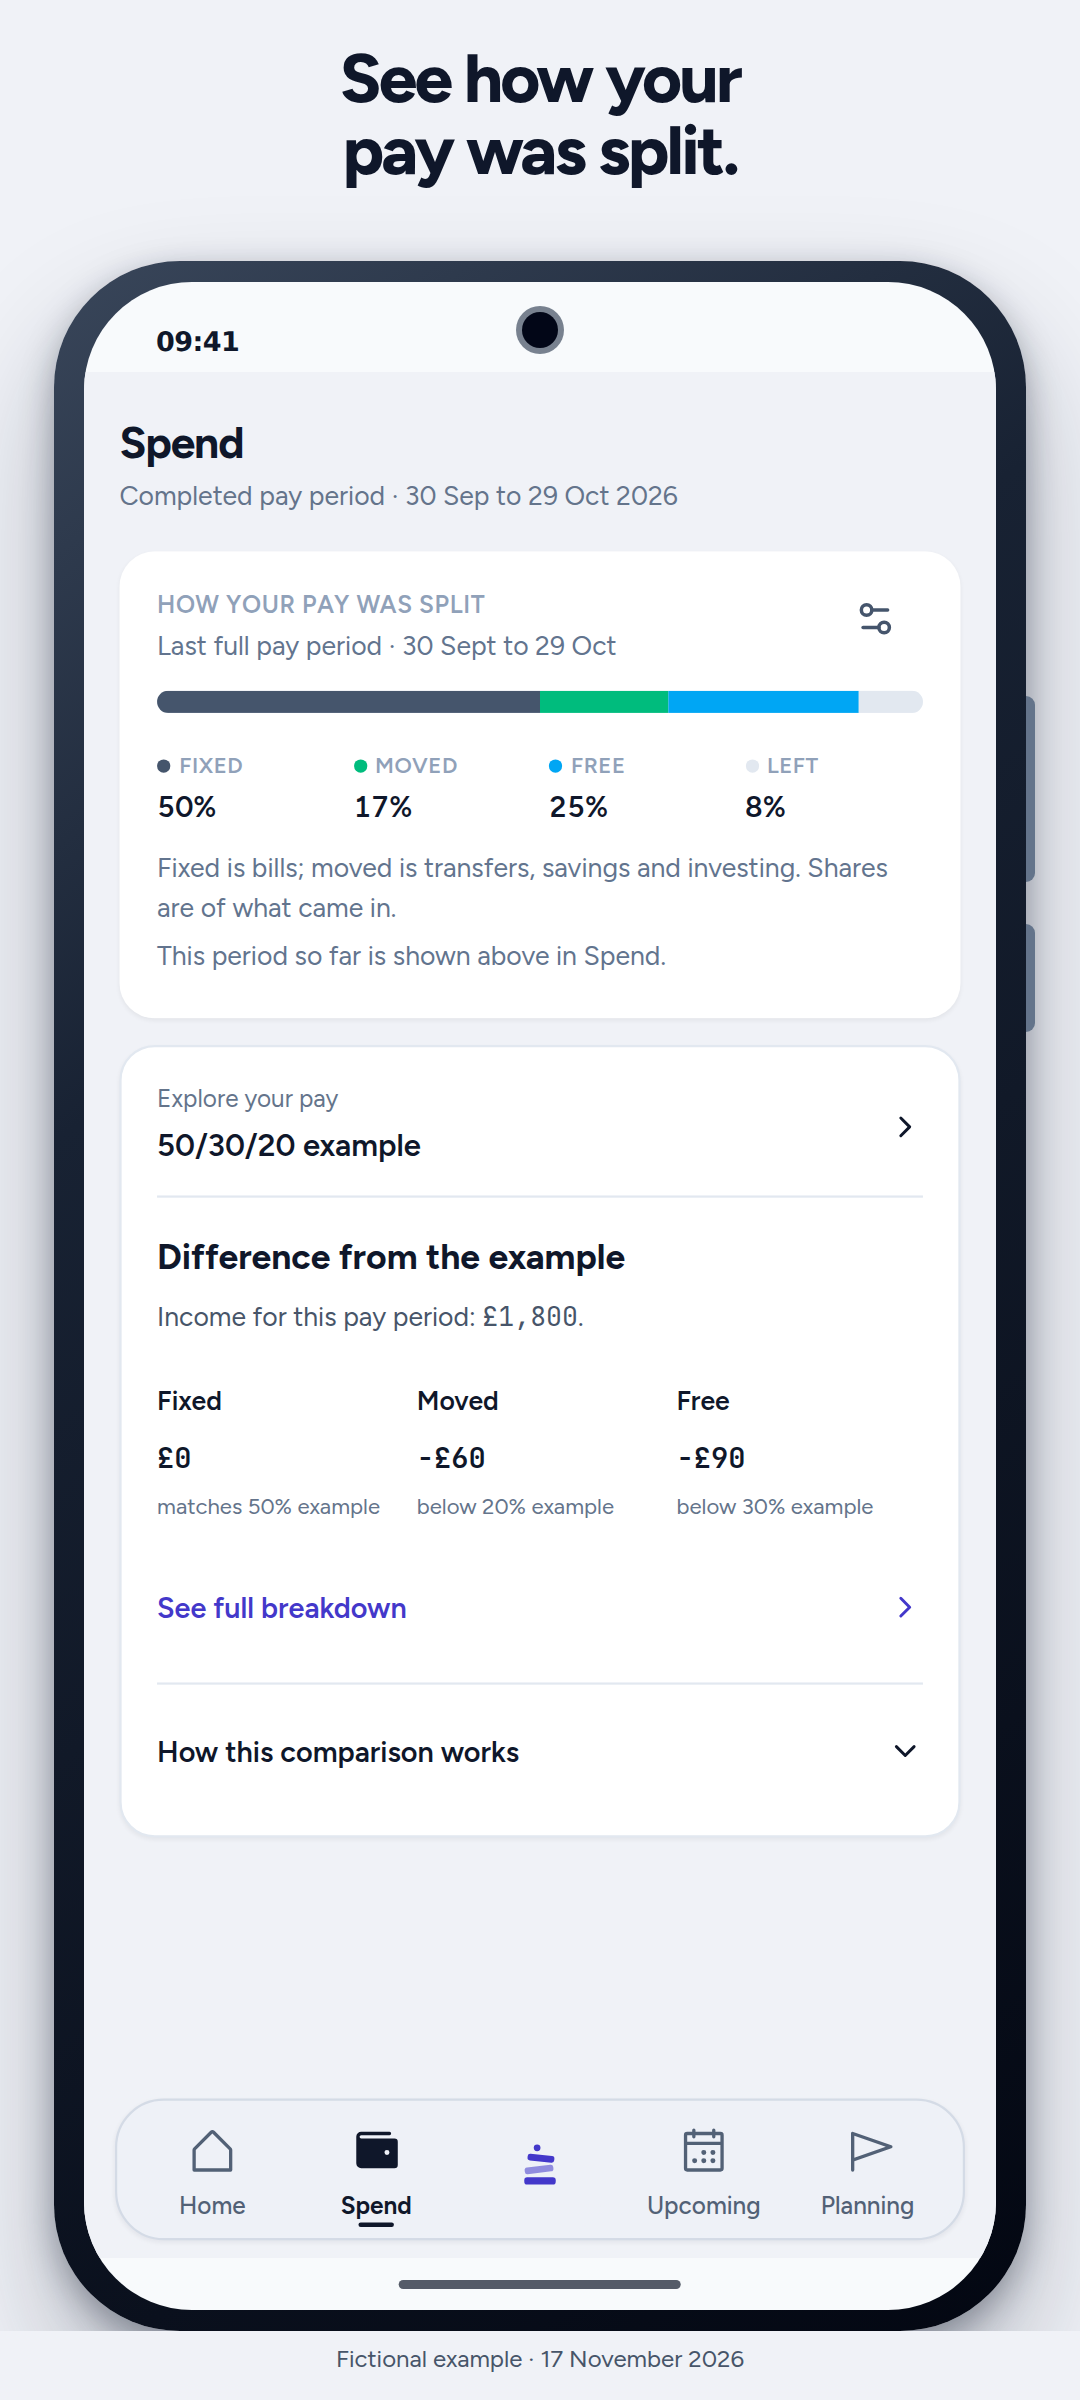 See how your
pay was split.
09:41
Spend
Completed pay period · 30 Sep to 29 Oct 2026
HOW YOUR PAY WAS SPLIT
Last full pay period · 30 Sept to 29 Oct
FIXED MOVED FREE LEFT
50% 17% 25% 8%
Fixed is bills; moved is transfers, savings and investing. Shares
are of what came in.
This period so far is shown above in Spend.
Explore your pay
50/30/20 example
Difference from the example
Income for this pay period: £1,800.
Fixed Moved Free
£0 -£60 -£90
matches 50% example below 20% example below 30% example
See full breakdown
How this comparison works
Home Spend Upcoming Planning
Fictional example · 17 November 2026